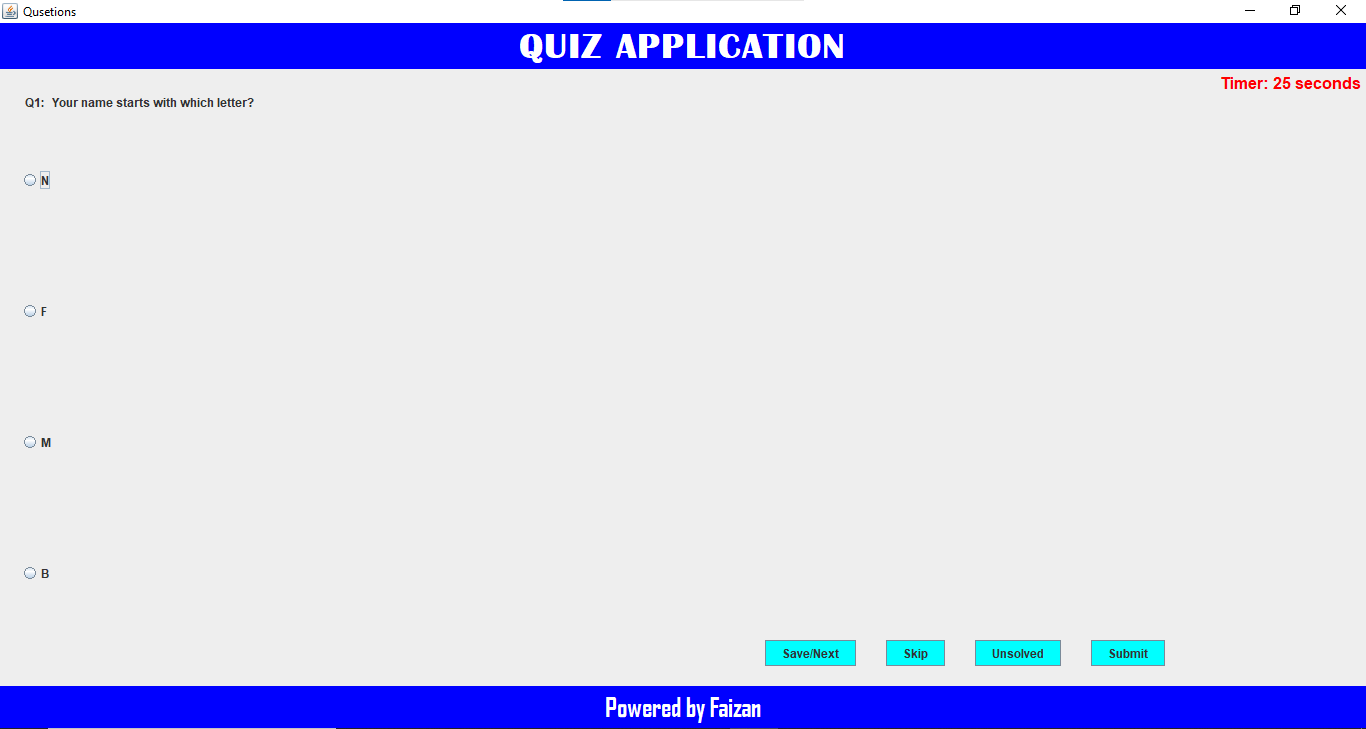 Qusetions
QUIZ APPLICATION
Timer: 25 seconds
Q1: Your name starts with which letter?
N
F
M
B
Save/Next Skip Unsolved Submit
Powered by Faizan